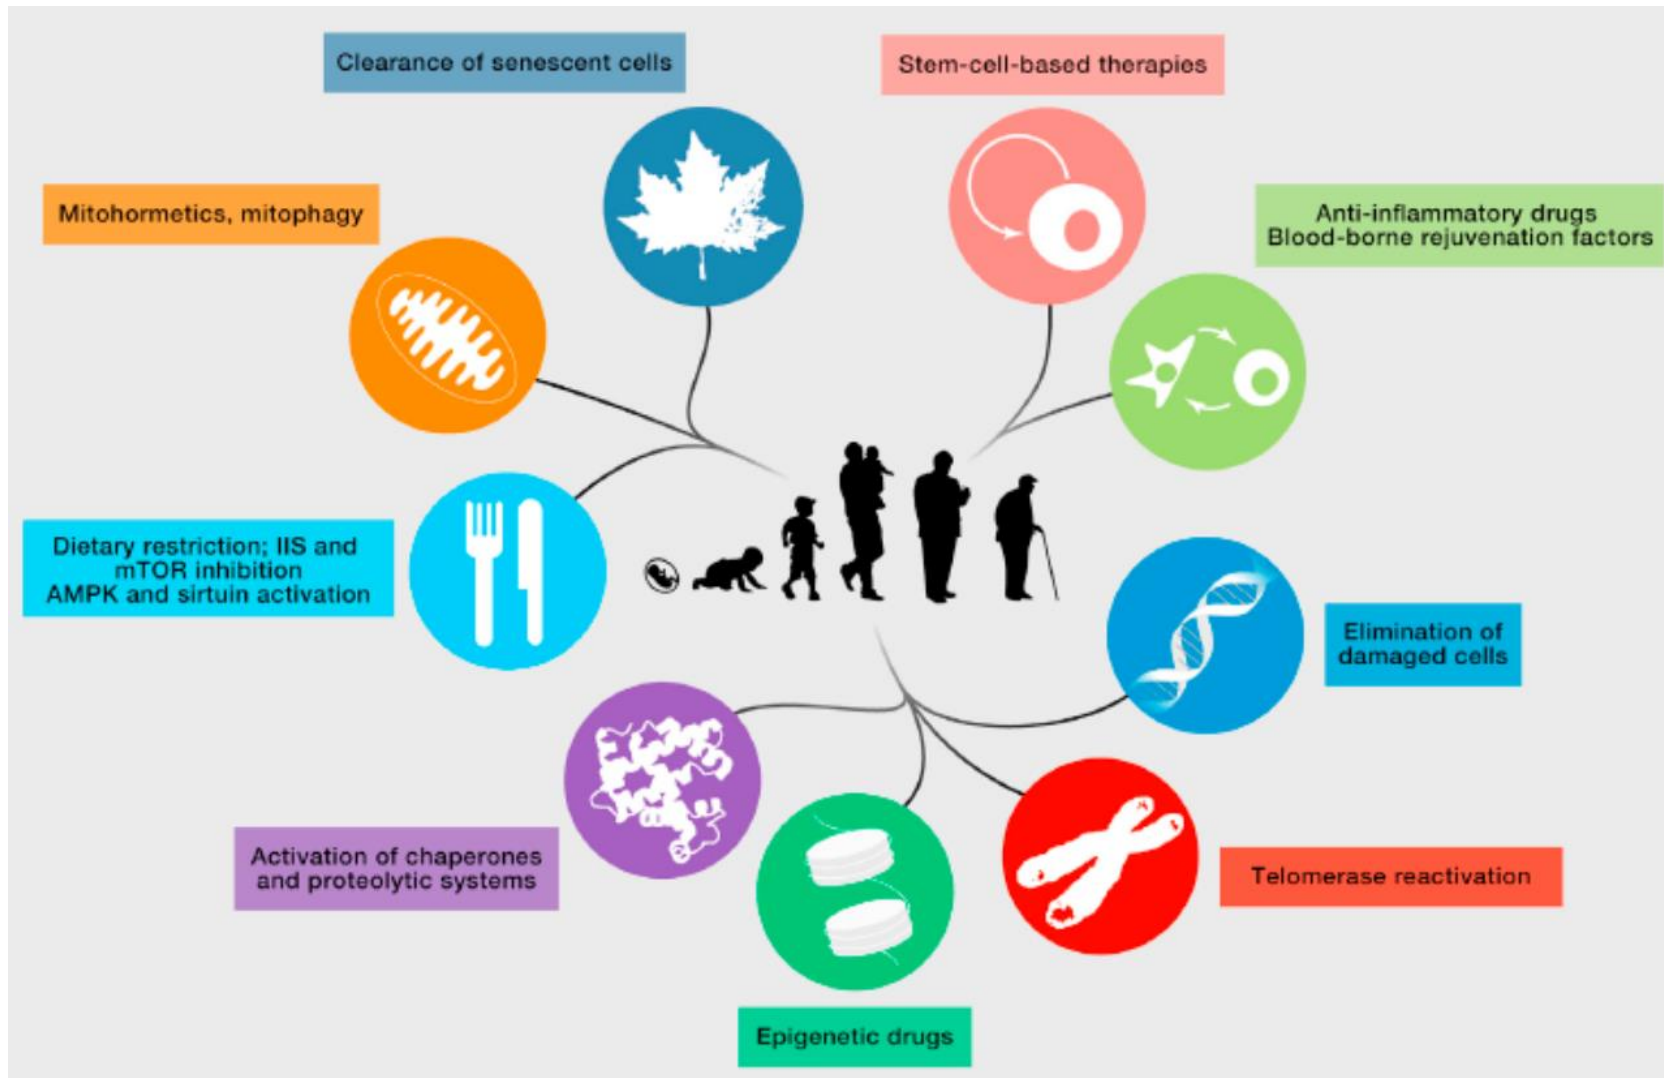 Clearance of senescent cells
Stem-cell-based therapies
Mitohormetics, mitophagy
Anti-inflammatory drugs
Blood-borne rejuvenation factors
Dietary restriction; IIS and
mTOR inhibition
AMPK and sirtuin activation
Elimination of
damaged cells
Activation of chaperones
and proteolytic systems
Telomerase reactivation
Epigenetic drugs